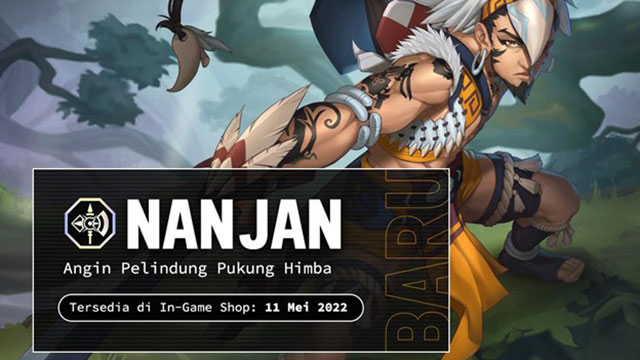 NANJAN
Angin Pelindung Pukung Himba
Tersedia di In-Game Shop: 11 Mei 2022
BARU